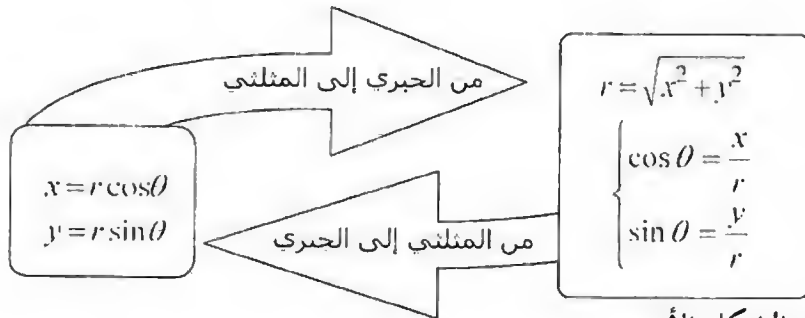 من الجبري إلى المثلثي
r = √(x² + y²)
cos θ = x/r
sin θ = y/r
x = r cos θ
y = r sin θ
من المثلثي إلى الجبري